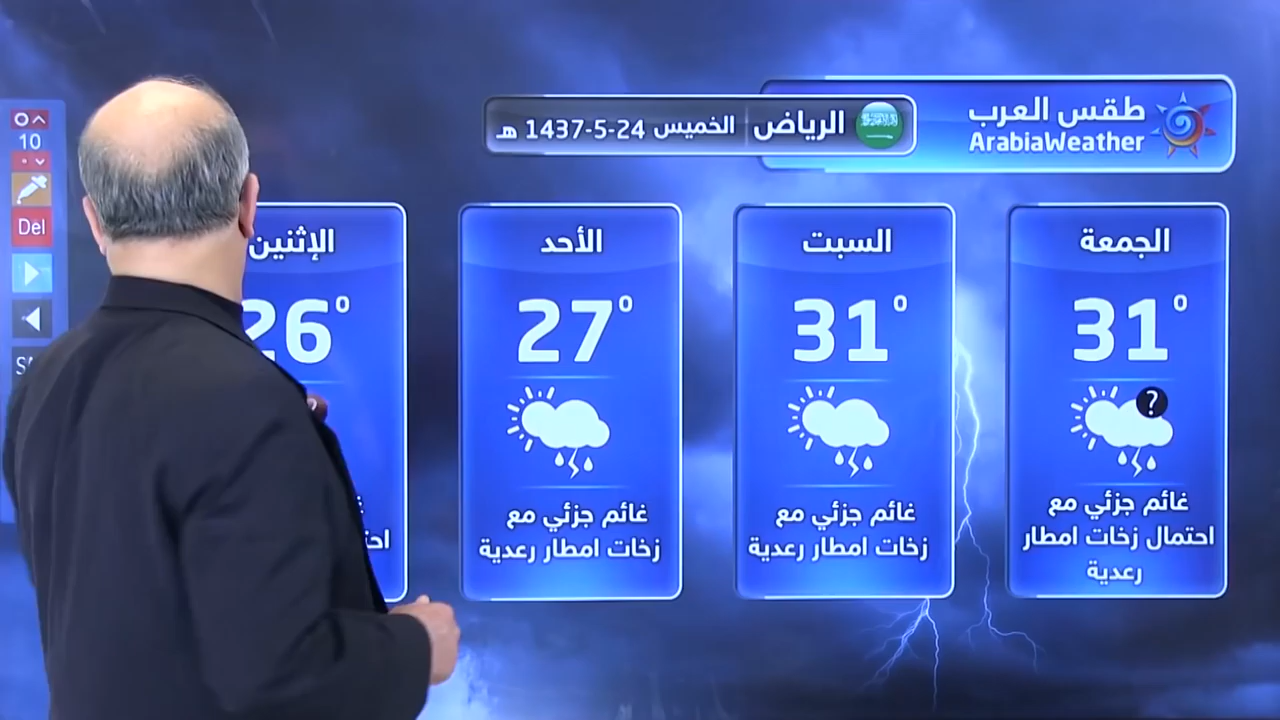 طقس العرب
ArabiaWeather
الرياض الخميس 24-5-1437 هـ
الجمعة
31°
?
غائم جزئي مع
احتمال زخات امطار
رعدية
السبت
31°
غائم جزئي مع
زخات امطار رعدية
الأحد
27°
غائم جزئي مع
زخات امطار رعدية
الإثنين
26°
10
Del